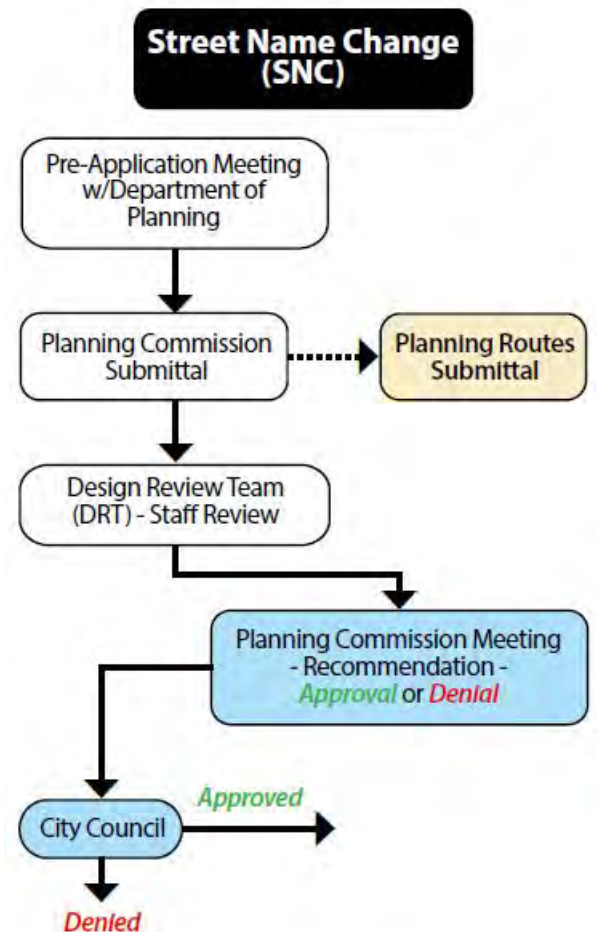 Street Name Change
(SNC)
Pre-Application Meeting
w/Department of
Planning
Planning Commission
Submittal
Planning Routes
Submittal
Design Review Team
(DRT) - Staff Review
Planning Commission Meeting
- Recommendation -
Approval or Denial
Approved
City Council
Denied